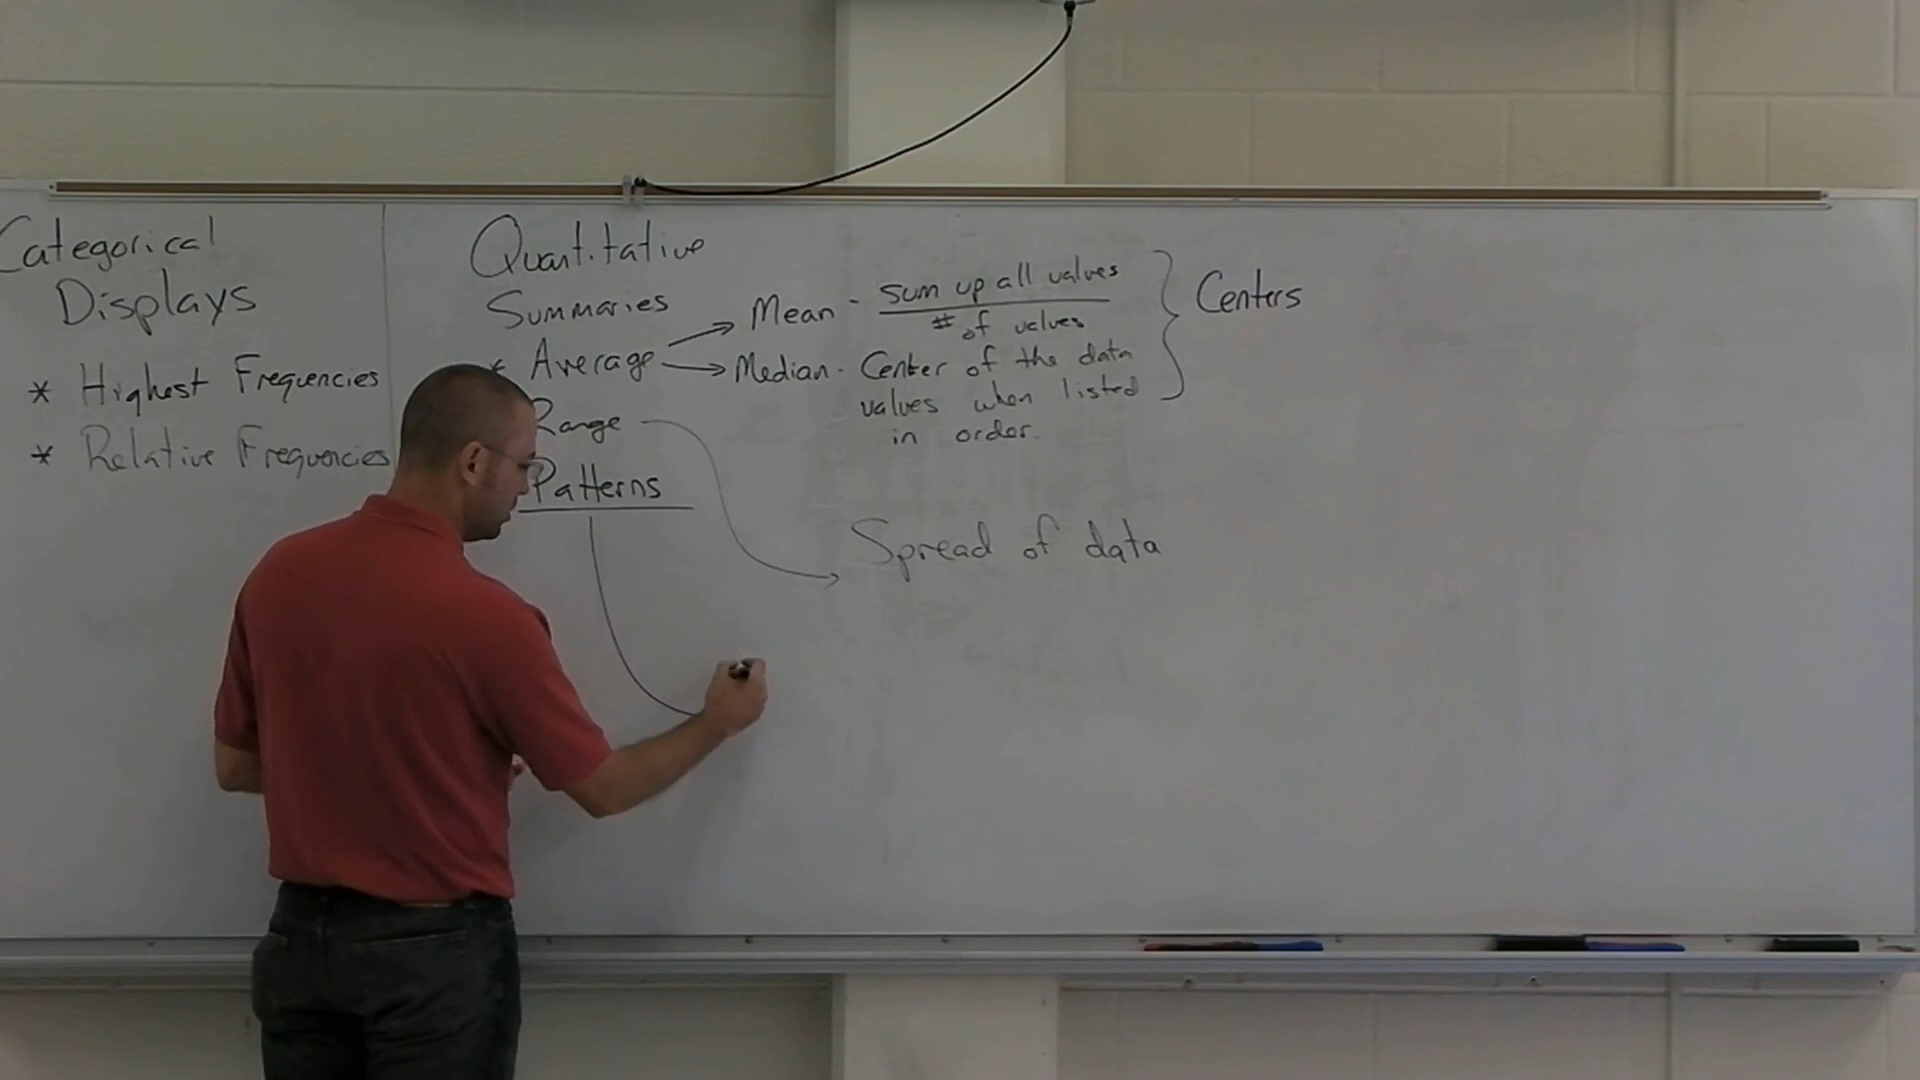 Categorical
Displays
* Highest Frequencies
* Relative Frequencies
Quantitative
Summaries
* Average
Range
Patterns
Mean - sum up all values
# of values
Median - Center of the data
values when listed
in order.
Centers
Spread of data